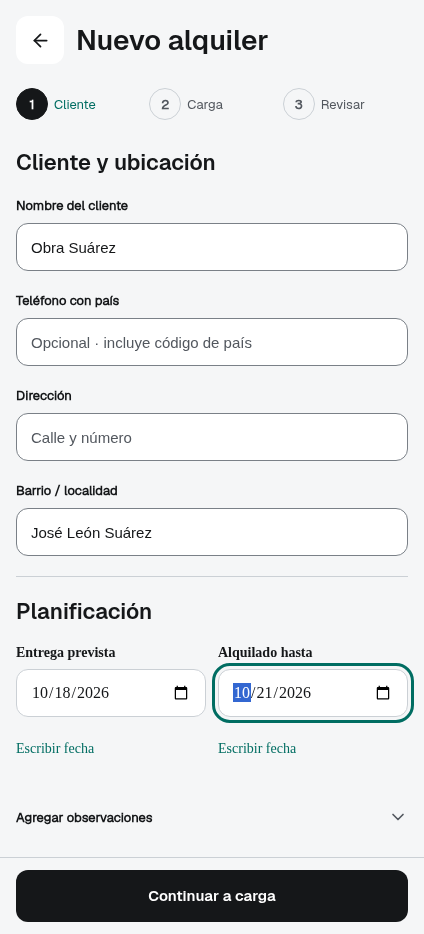 Nuevo alquiler
1 Cliente 2 Carga 3 Revisar
Cliente y ubicación
Nombre del cliente
Obra Suárez
Teléfono con país
Opcional · incluye código de país
Dirección
Calle y número
Barrio / localidad
José León Suárez
Planificación
Entrega prevista Alquilado hasta
10/18/2026 10/21/2026
Escribir fecha Escribir fecha
Agregar observaciones
Continuar a carga